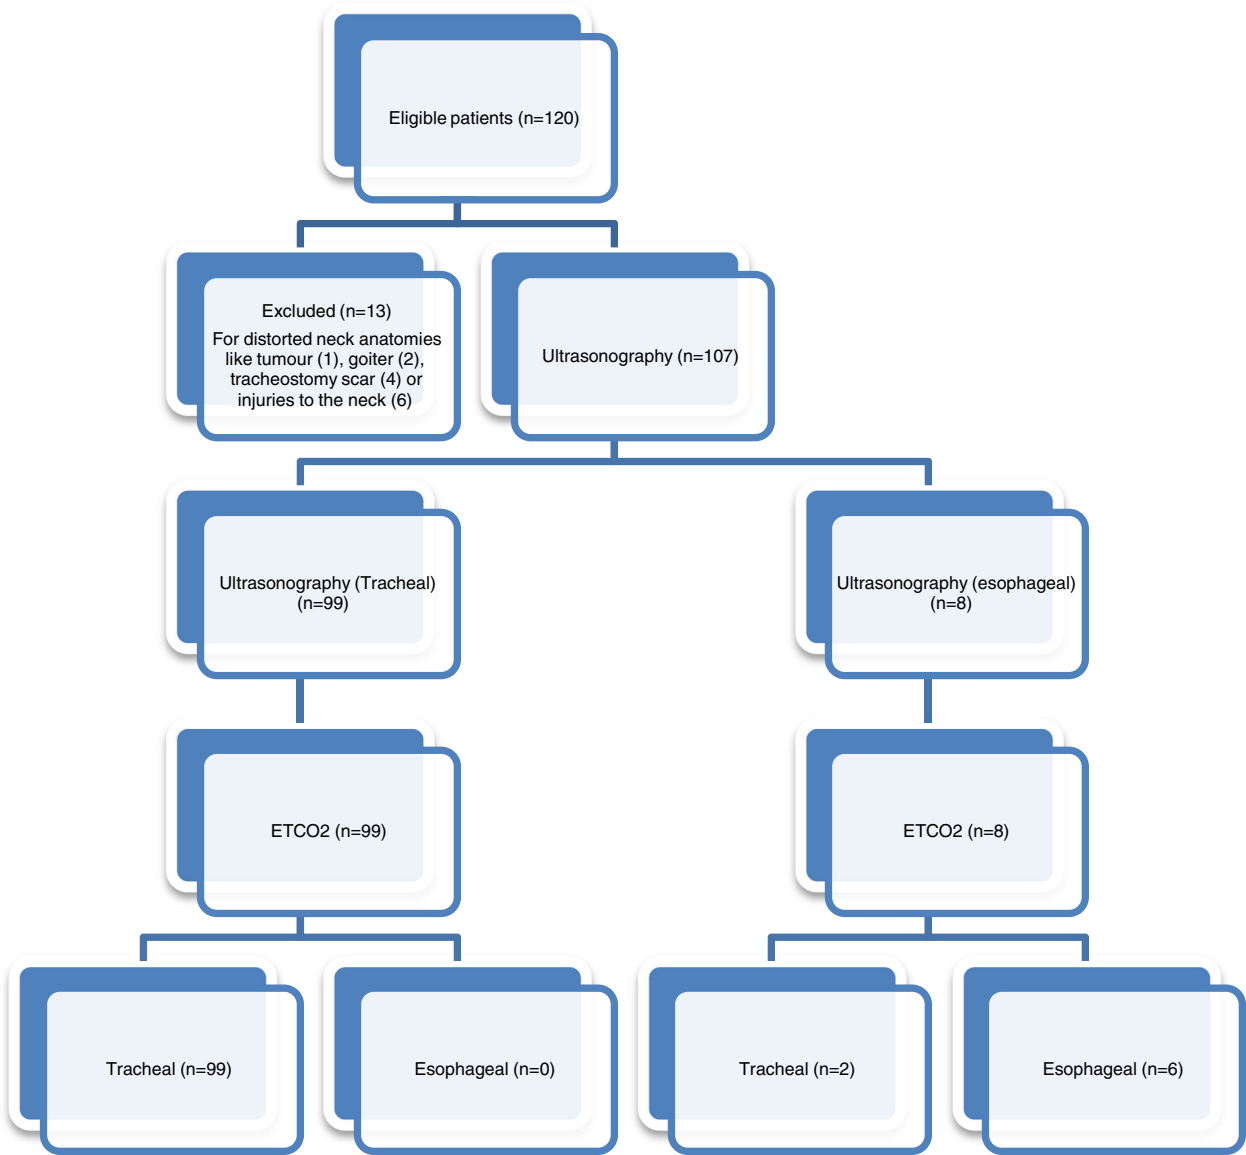 Eligible patients (n=120)
Excluded (n=13)
For distorted neck anatomies
like tumour (1), goiter (2),
tracheostomy scar (4) or
injuries to the neck (6)
Ultrasonography (n=107)
Ultrasonography (Tracheal)
(n=99)
Ultrasonography (esophageal)
(n=8)
ETCO2 (n=99)
ETCO2 (n=8)
Tracheal (n=99)
Esophageal (n=0)
Tracheal (n=2)
Esophageal (n=6)